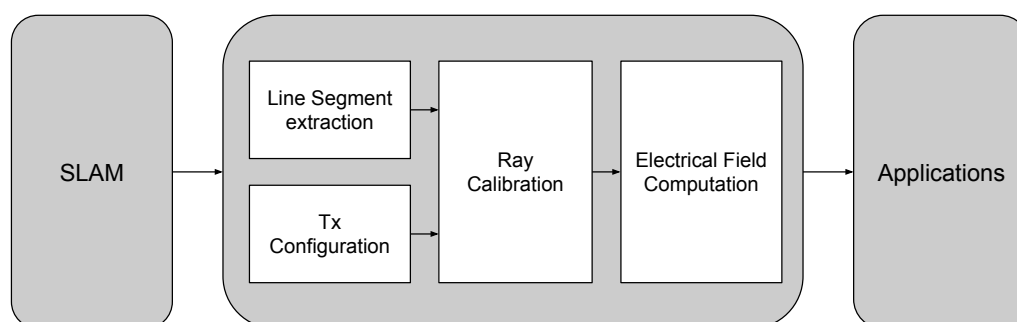 SLAM
Line Segment
extraction
Tx
Configuration
Ray
Calibration
Electrical Field
Computation
Applications